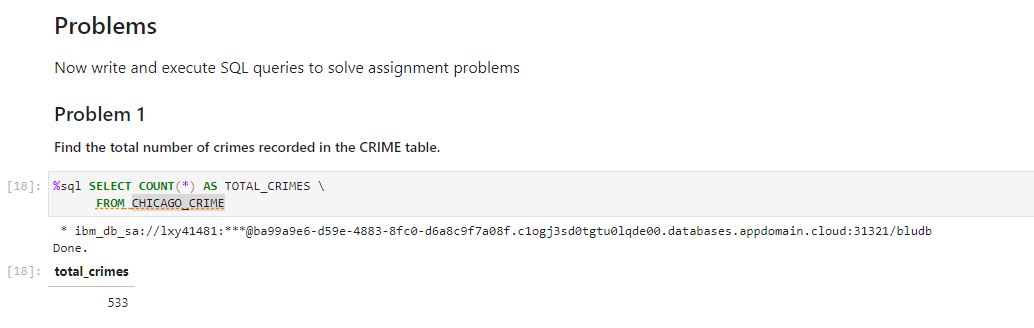 Problems
Now write and execute SQL queries to solve assignment problems
Problem 1
Find the total number of crimes recorded in the CRIME table.
[18]: %sql SELECT COUNT(*) AS TOTAL_CRIMES \
FROM CHICAGO_CRIME
* ibm_db_sa://lxy41481:***@ba99a9e6-d59e-4883-8fc0-d6a8c9f7a08f.c1ogj3sd0tgtu0lqde00.databases.appdomain.cloud:31321/bludb
Done.
[18]: total_crimes
533